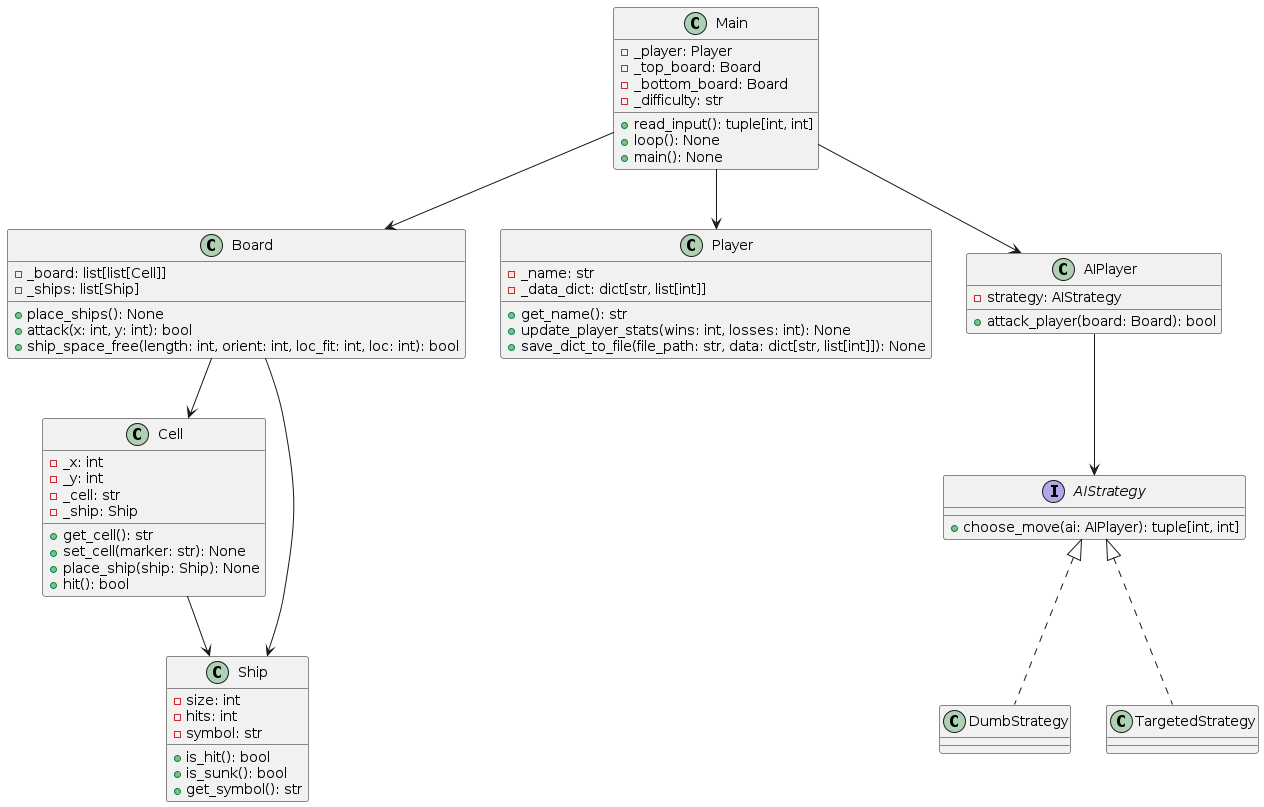 C Main
_player: Player
_top_board: Board
_bottom_board: Board
_difficulty: str
read_input(): tuple[int, int]
loop(): None
main(): None
C Board
_board: list[list[Cell]]
_ships: list[Ship]
place_ships(): None
attack(x: int, y: int): bool
ship_space_free(length: int, orient: int, loc_fit: int, loc: int): bool
C Player
_name: str
_data_dict: dict[str, list[int]]
get_name(): str
update_player_stats(wins: int, losses: int): None
save_dict_to_file(file_path: str, data: dict[str, list[int]]): None
C AIPlayer
strategy: AIStrategy
attack_player(board: Board): bool
C Cell
_x: int
_y: int
_cell: str
_ship: Ship
get_cell(): str
set_cell(marker: str): None
place_ship(ship: Ship): None
hit(): bool
I AIStrategy
choose_move(ai: AIPlayer): tuple[int, int]
C Ship
size: int
hits: int
symbol: str
is_hit(): bool
is_sunk(): bool
get_symbol(): str
C DumbStrategy
C TargetedStrategy